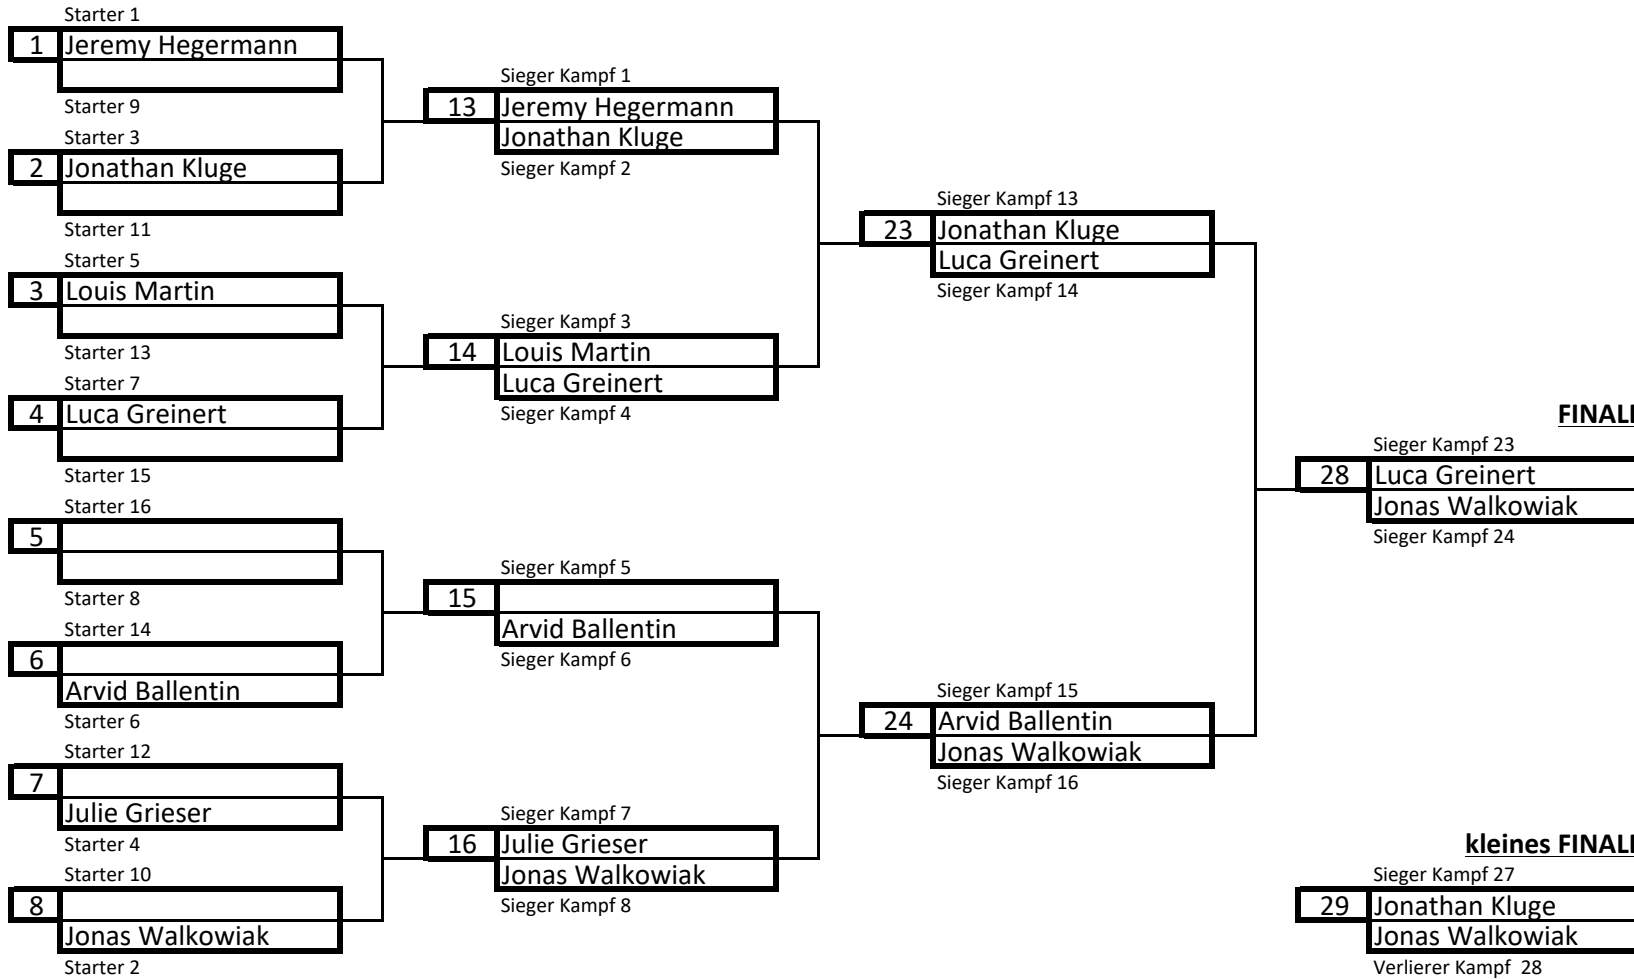 Starter 1
1 Jeremy Hegermann
Starter 9
Starter 3
2 Jonathan Kluge
Starter 11
Starter 5
3 Louis Martin
Starter 13
Starter 7
4 Luca Greinert
Starter 15
Starter 16
5
Starter 8
Starter 14
6
Arvid Ballentin
Starter 6
Starter 12
7
Julie Grieser
Starter 4
Starter 10
8
Jonas Walkowiak
Starter 2
Sieger Kampf 1
13 Jeremy Hegermann
Jonathan Kluge
Sieger Kampf 2
Sieger Kampf 3
14 Louis Martin
Luca Greinert
Sieger Kampf 4
Sieger Kampf 5
15
Arvid Ballentin
Sieger Kampf 6
Sieger Kampf 7
16 Julie Grieser
Jonas Walkowiak
Sieger Kampf 8
Sieger Kampf 13
23 Jonathan Kluge
Luca Greinert
Sieger Kampf 14
Sieger Kampf 15
24 Arvid Ballentin
Jonas Walkowiak
Sieger Kampf 16
FINAL
Sieger Kampf 23
28 Luca Greinert
Jonas Walkowiak
Sieger Kampf 24
kleines FINAL
Sieger Kampf 27
29 Jonathan Kluge
Jonas Walkowiak
Verlierer Kampf 28